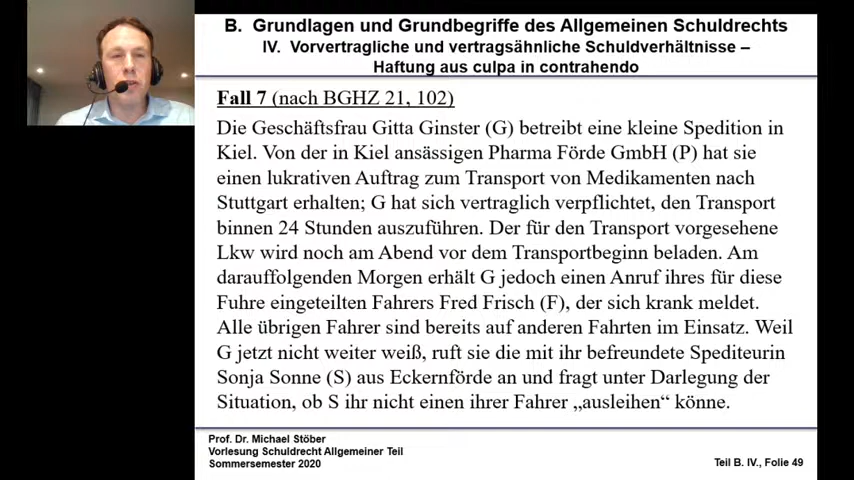 B. Grundlagen und Grundbegriffe des Allgemeinen Schuldrechts
IV. Vorvertragliche und vertragsähnliche Schuldverhältnisse –
Haftung aus culpa in contrahendo
Fall 7 (nach BGHZ 21, 102)
Die Geschäftsfrau Gitta Ginster (G) betreibt eine kleine Spedition in
Kiel. Von der in Kiel ansässigen Pharma Förde GmbH (P) hat sie
einen lukrativen Auftrag zum Transport von Medikamenten nach
Stuttgart erhalten; G hat sich vertraglich verpflichtet, den Transport
binnen 24 Stunden auszuführen. Der für den Transport vorgesehene
Lkw wird noch am Abend vor dem Transportbeginn beladen. Am
darauffolgenden Morgen erhält G jedoch einen Anruf ihres für diese
Fuhre eingeteilten Fahrers Fred Frisch (F), der sich krank meldet.
Alle übrigen Fahrer sind bereits auf anderen Fahrten im Einsatz. Weil
G jetzt nicht weiter weiß, ruft sie die mit ihr befreundete Spediteurin
Sonja Sonne (S) aus Eckernförde an und fragt unter Darlegung der
Situation, ob S ihr nicht einen ihrer Fahrer „ausleihen“ könne.
Prof. Dr. Michael Stöber
Vorlesung Schuldrecht Allgemeiner Teil
Sommersemester 2020
Teil B. IV., Folie 49